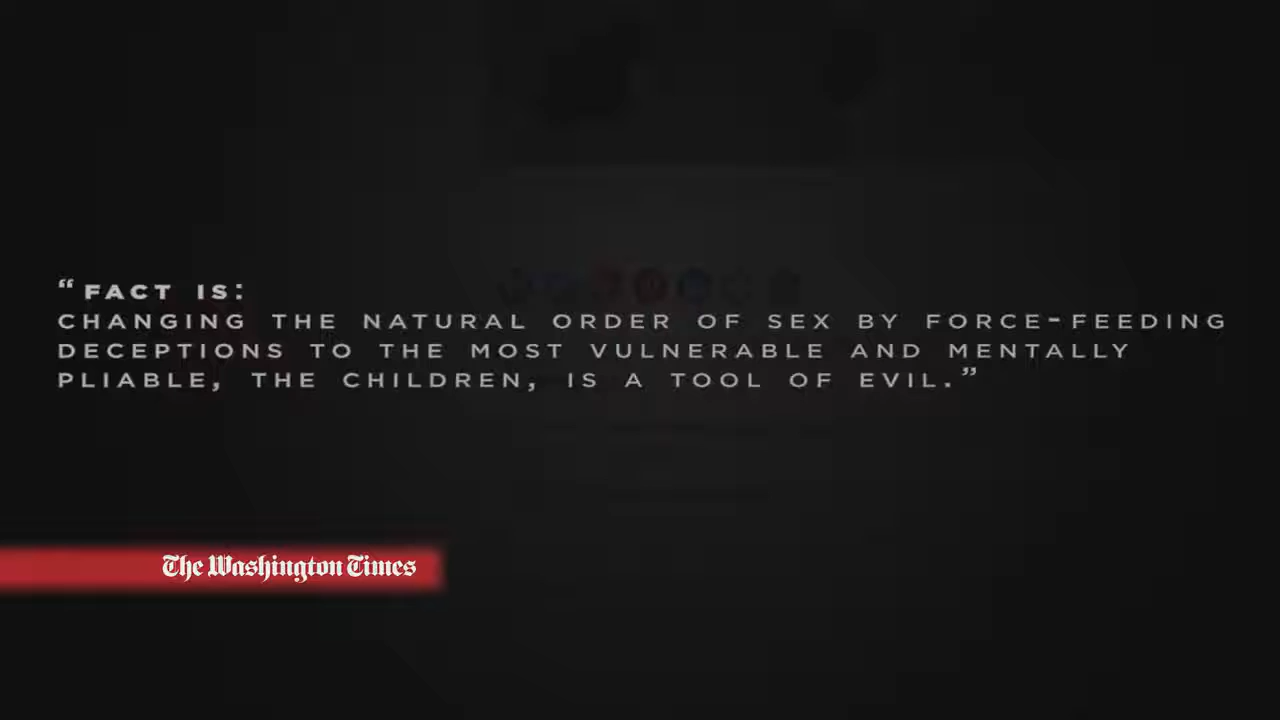 “FACT IS:
CHANGING THE NATURAL ORDER OF SEX BY FORCE-FEEDING
DECEPTIONS TO THE MOST VULNERABLE AND MENTALLY
PLIABLE, THE CHILDREN, IS A TOOL OF EVIL.”
The Washington Times